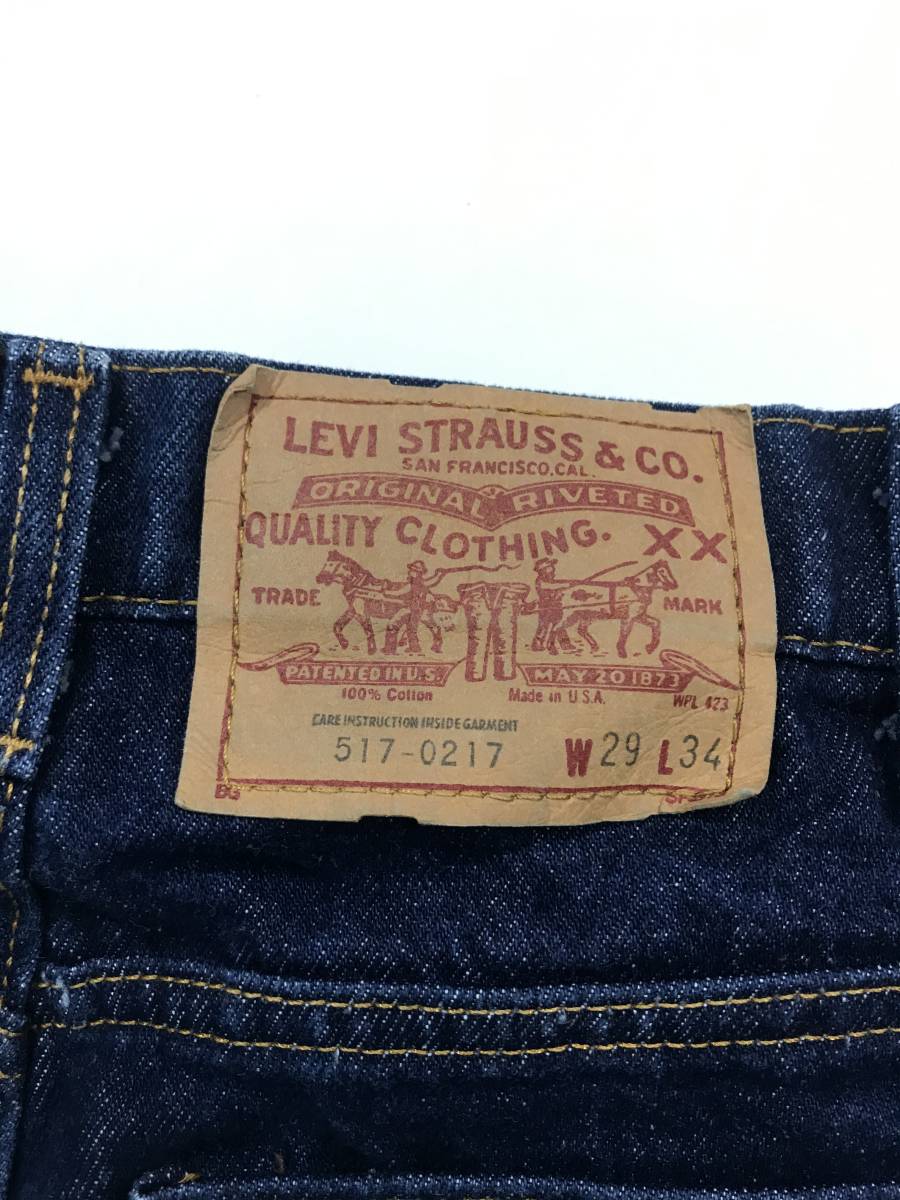 LEVI STRAUSS & CO.
SAN FRANCISCO, CAL.
ORIGINAL RIVETED
QUALITY CLOTHING. XX
TRADE MARK
PATENTED IN U.S. MAY 20 1873
100% Cotton Made in U.S.A. WPL 423
CARE INSTRUCTION INSIDE GARMENT
517-0217 W 29 L 34